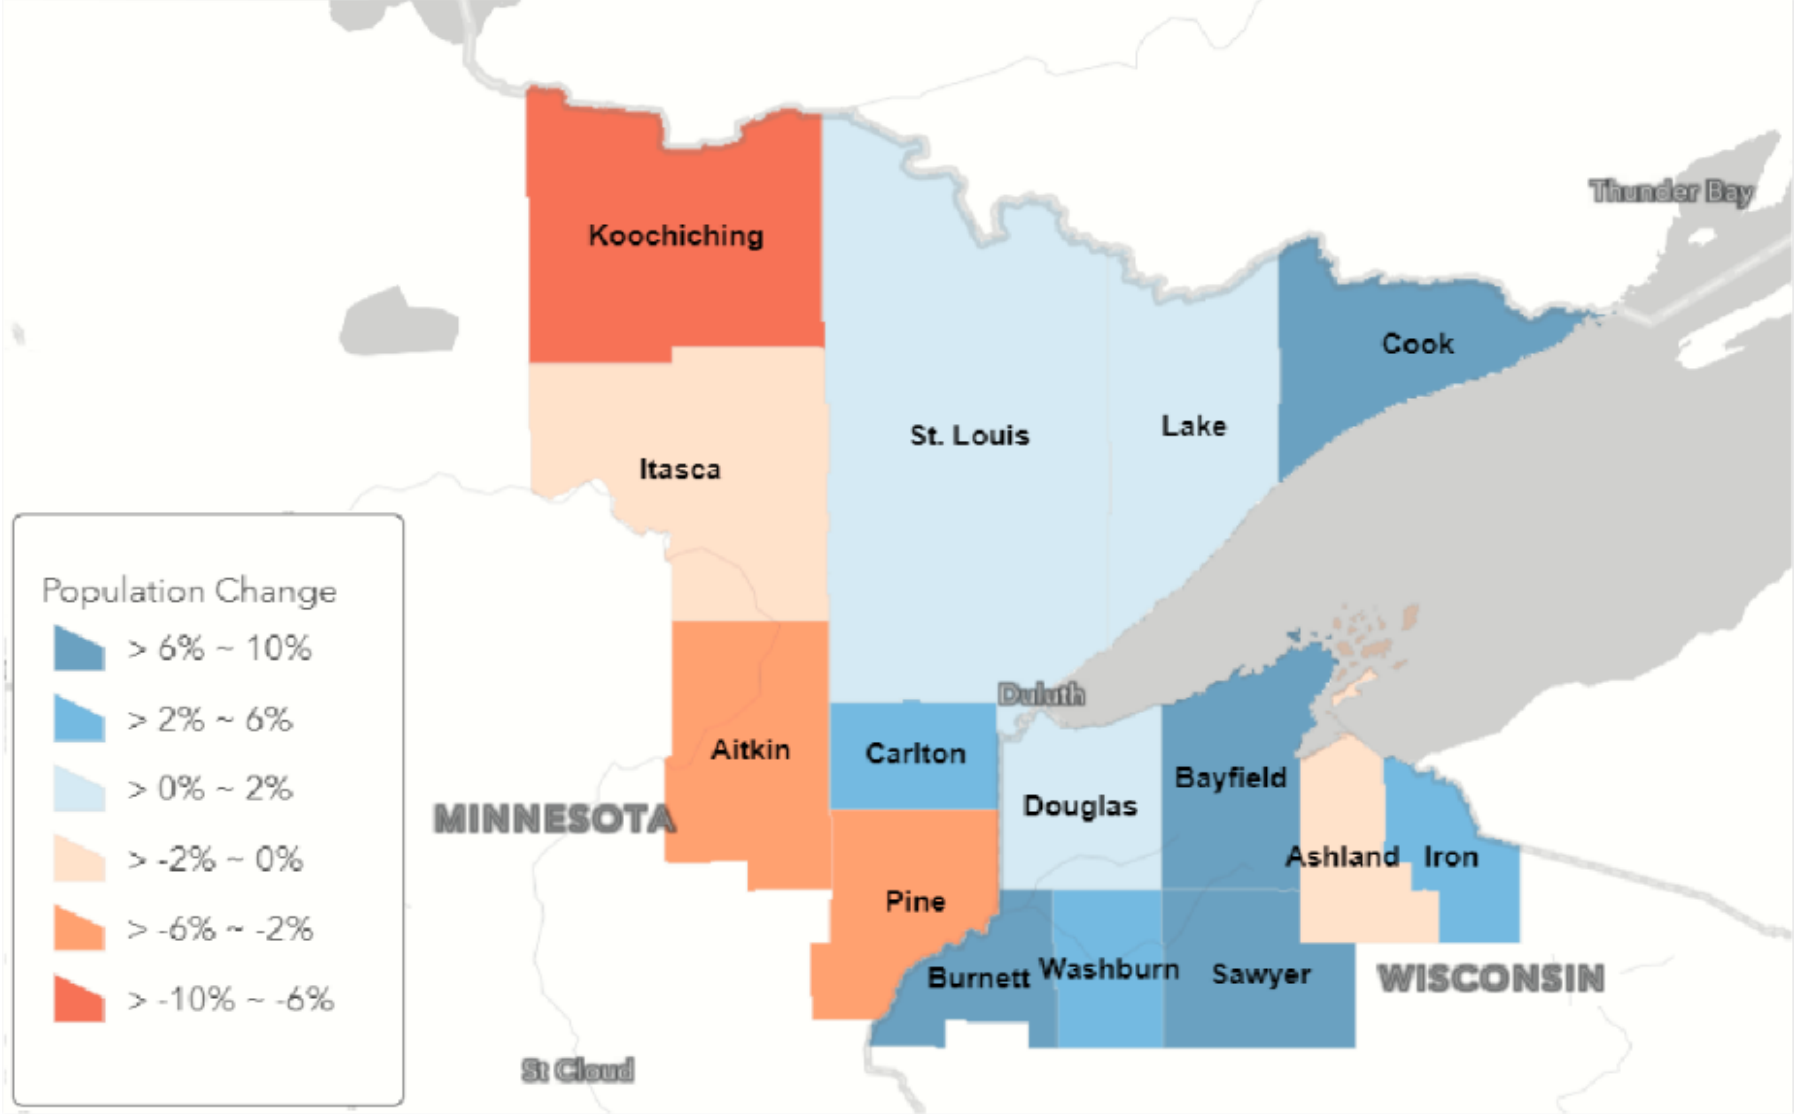 Thunder Bay
Koochiching
Cook
St. Louis
Lake
Itasca
Population Change
> 6% ~ 10%
> 2% ~ 6%
> 0% ~ 2%
> -2% ~ 0%
> -6% ~ -2%
> -10% ~ -6%
Duluth
Aitkin
Carlton
Bayfield
Douglas
MINNESOTA
Ashland
Iron
Pine
Burnett
Washburn
Sawyer
WISCONSIN
St Cloud